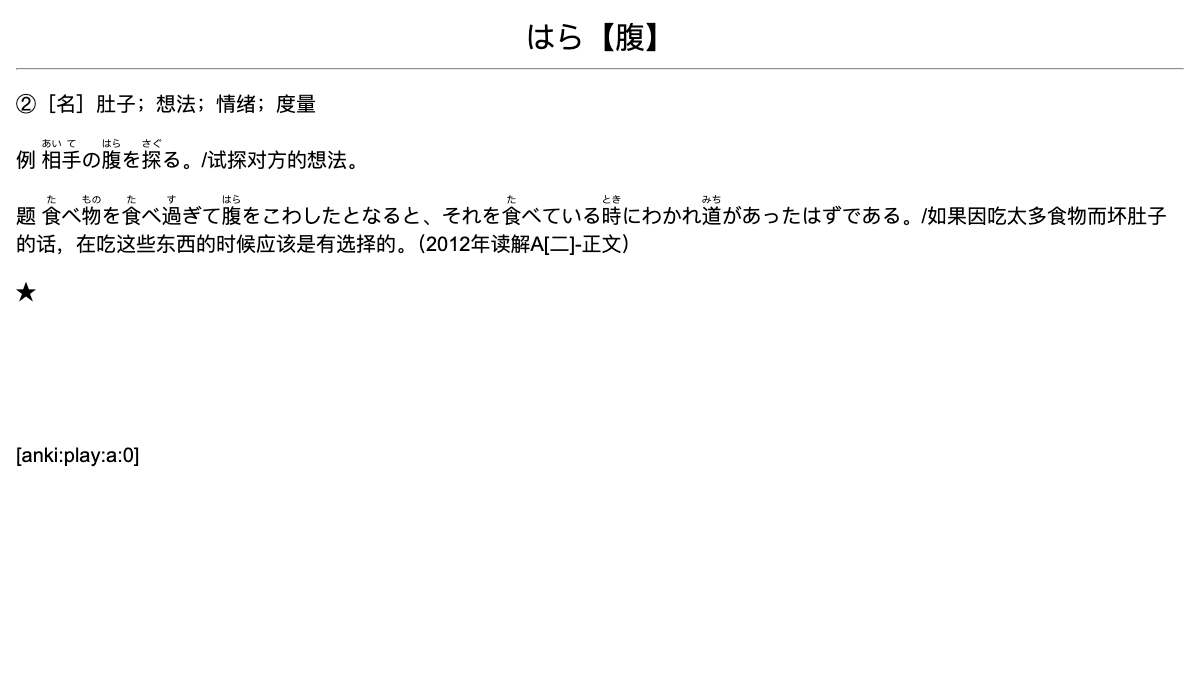 はら【腹】
②［名］肚子；想法；情绪；度量
例 相手の腹を探る。/试探对方的想法。
あい て はら さぐ
题 食べ物を食べ過ぎて腹をこわしたとなると、それを食べている時にわかれ道があったはずである。/如果因吃太多食物而坏肚子
た もの た す はら た とき みち
的话，在吃这些东西的时候应该是有选择的。（2012年读解A[二]-正文）
★
[anki:play:a:0]